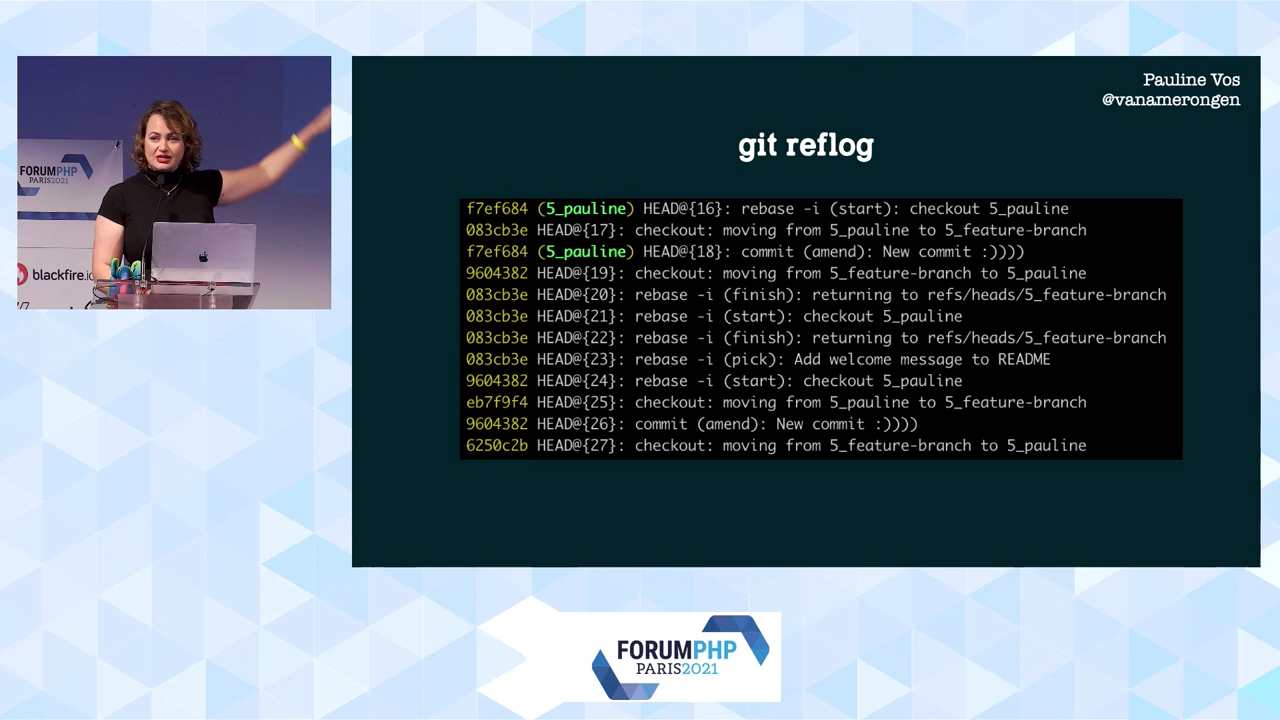 FORUMPHP
PARIS2021
blackfire.io
Pauline Vos
@vanamerongen
git reflog
f7ef684 (5_pauline) HEAD@{16}: rebase -i (start): checkout 5_pauline
083cb3e HEAD@{17}: checkout: moving from 5_pauline to 5_feature-branch
f7ef684 (5_pauline) HEAD@{18}: commit (amend): New commit :))))
9604382 HEAD@{19}: checkout: moving from 5_feature-branch to 5_pauline
083cb3e HEAD@{20}: rebase -i (finish): returning to refs/heads/5_feature-branch
083cb3e HEAD@{21}: rebase -i (start): checkout 5_pauline
083cb3e HEAD@{22}: rebase -i (finish): returning to refs/heads/5_feature-branch
083cb3e HEAD@{23}: rebase -i (pick): Add welcome message to README
9604382 HEAD@{24}: rebase -i (start): checkout 5_pauline
eb7f9f4 HEAD@{25}: checkout: moving from 5_pauline to 5_feature-branch
9604382 HEAD@{26}: commit (amend): New commit :))))
6250c2b HEAD@{27}: checkout: moving from 5_feature-branch to 5_pauline
FORUMPHP
PARIS2021